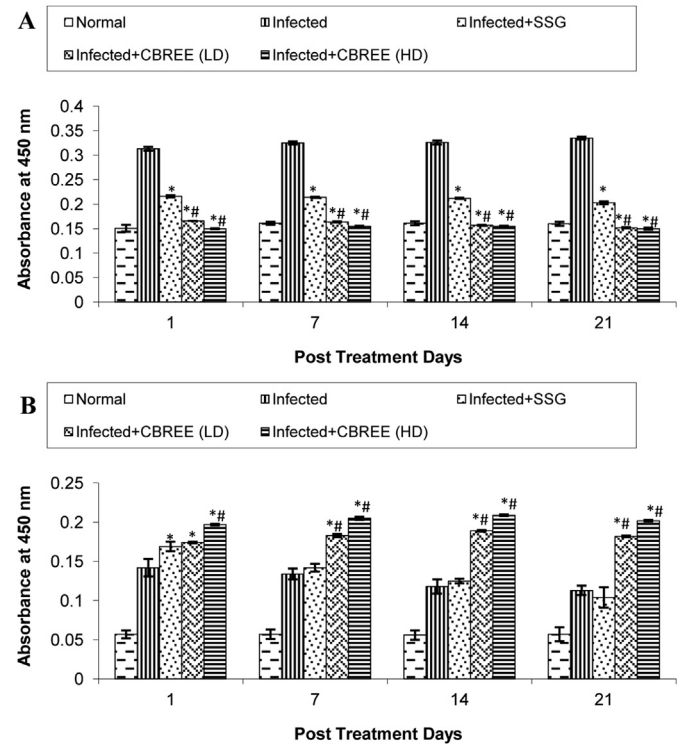 A
Normal Infected Infected+SSG
Infected+CBREE (LD) Infected+CBREE (HD)
Absorbance at 450 nm
0.4
0.35
0.3
0.25
0.2
0.15
0.1
0.05
0
* *# *# * *# *# * *# *# * *# *#
1 7 14 21
Post Treatment Days
B
Normal Infected Infected+SSG
Infected+CBREE (LD) Infected+CBREE (HD)
Absorbance at 450 nm
0.25
0.2
0.15
0.1
0.05
0
* * *# *# *# *# *# *# *#
1 7 14 21
Post Treatment Days